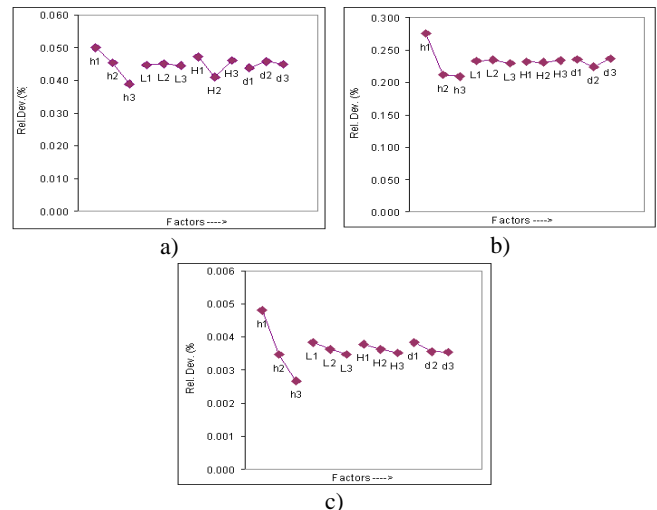 0.060
0.050
0.040
0.030
0.020
0.010
0.000
Rel.Dev.(%)
h1
h2
h3
L1 L2 L3
H1
H2
H3
d1
d2 d3
Factors ---->
a)
0.300
0.250
0.200
0.150
0.100
0.050
0.000
Rel.Dev. (%
h1
h2 h3
L1 L2 L3 H1 H2 H3 d1
d2
d3
Factors ---->
b)
0.006
0.005
0.004
0.003
0.002
0.001
0.000
Rel. Dev. (%
h1
h2
h3
L1
L2
L3
H1
H2
H3
d1
d2 d3
Factors ---->
c)